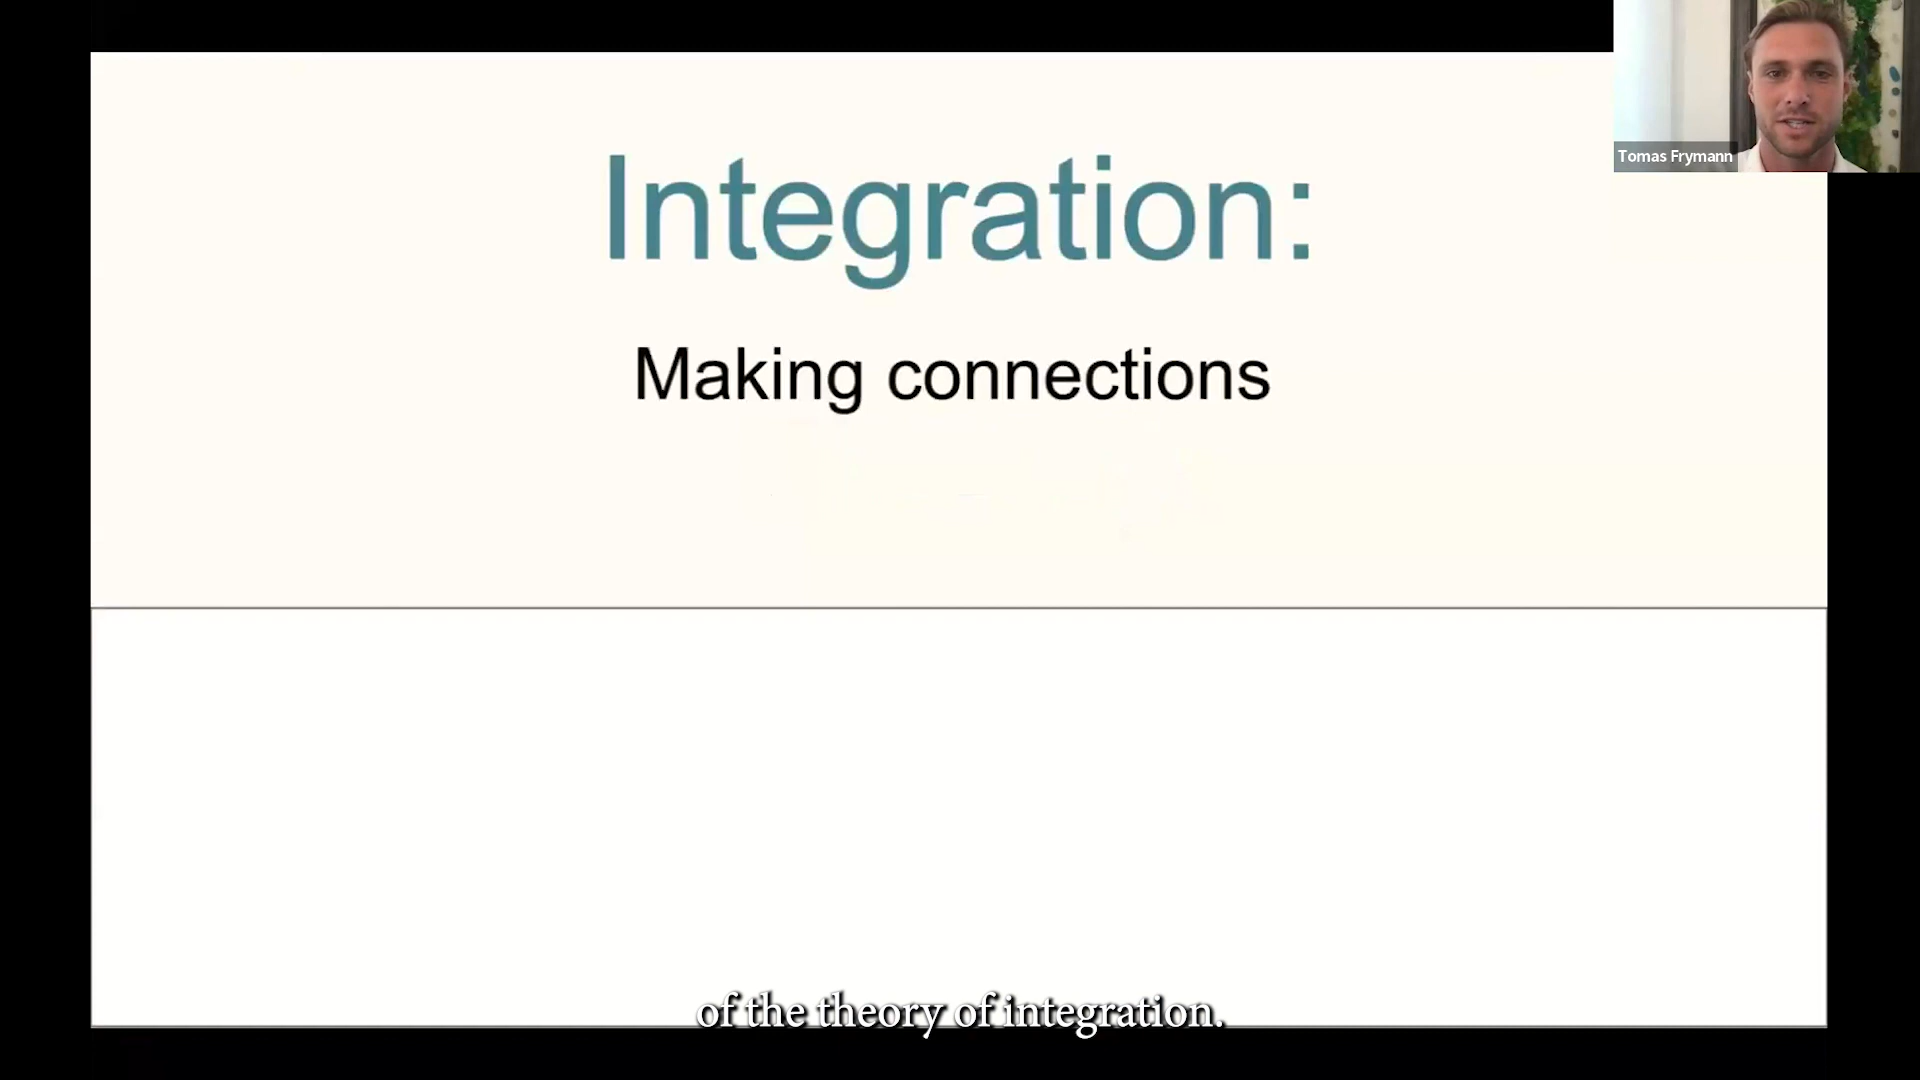 Tomas Frymann
Integration:
Making connections
of the theory of integration.